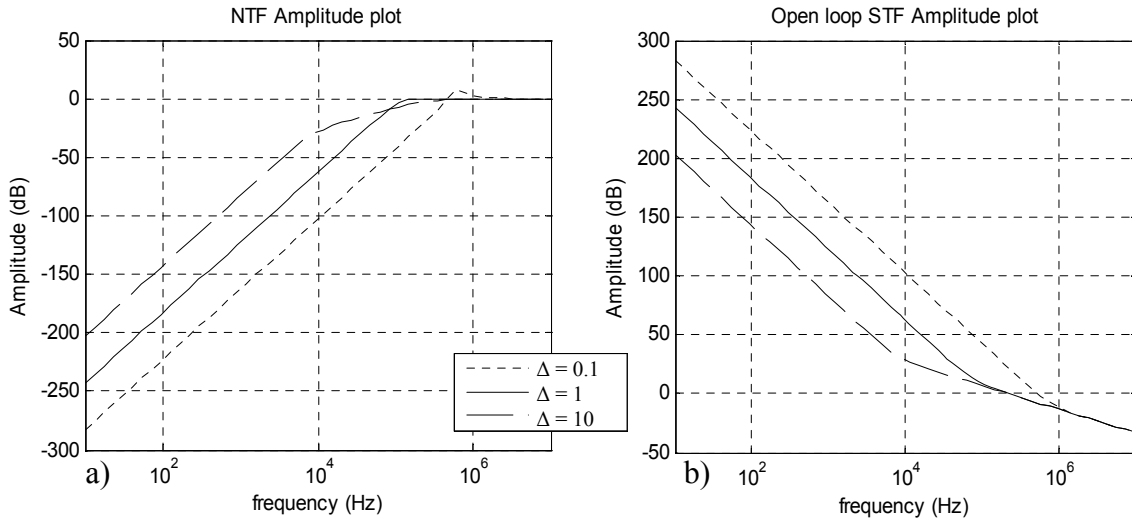 NTF Amplitude plot
50
0
-50
-100
-150
-200
-250
-300
Amplitude (dB)
10^2
10^4
10^6
frequency (Hz)
a)
Δ = 0.1
Δ = 1
Δ = 10
Open loop STF Amplitude plot
300
250
200
150
100
50
0
-50
Amplitude (dB)
10^2
10^4
10^6
frequency (Hz)
b)